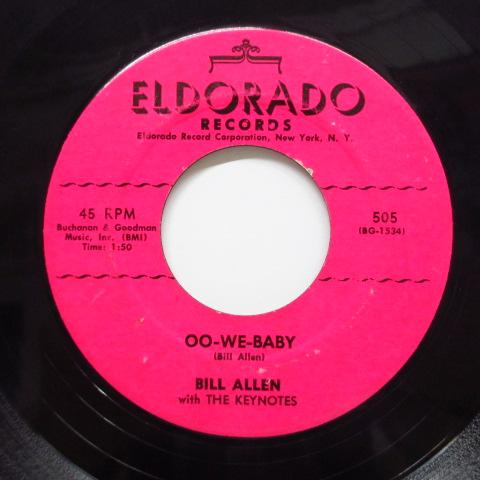 ELDORADO
RECORDS
Eldorado Record Corporation, New York, N. Y.
45 RPM
Buchanan & Goodman
Music, Inc. (BMI)
Time: 1:50
505
(BG-1534)
OO-WE-BABY
(Bill Allen)
BILL ALLEN
with THE KEYNOTES